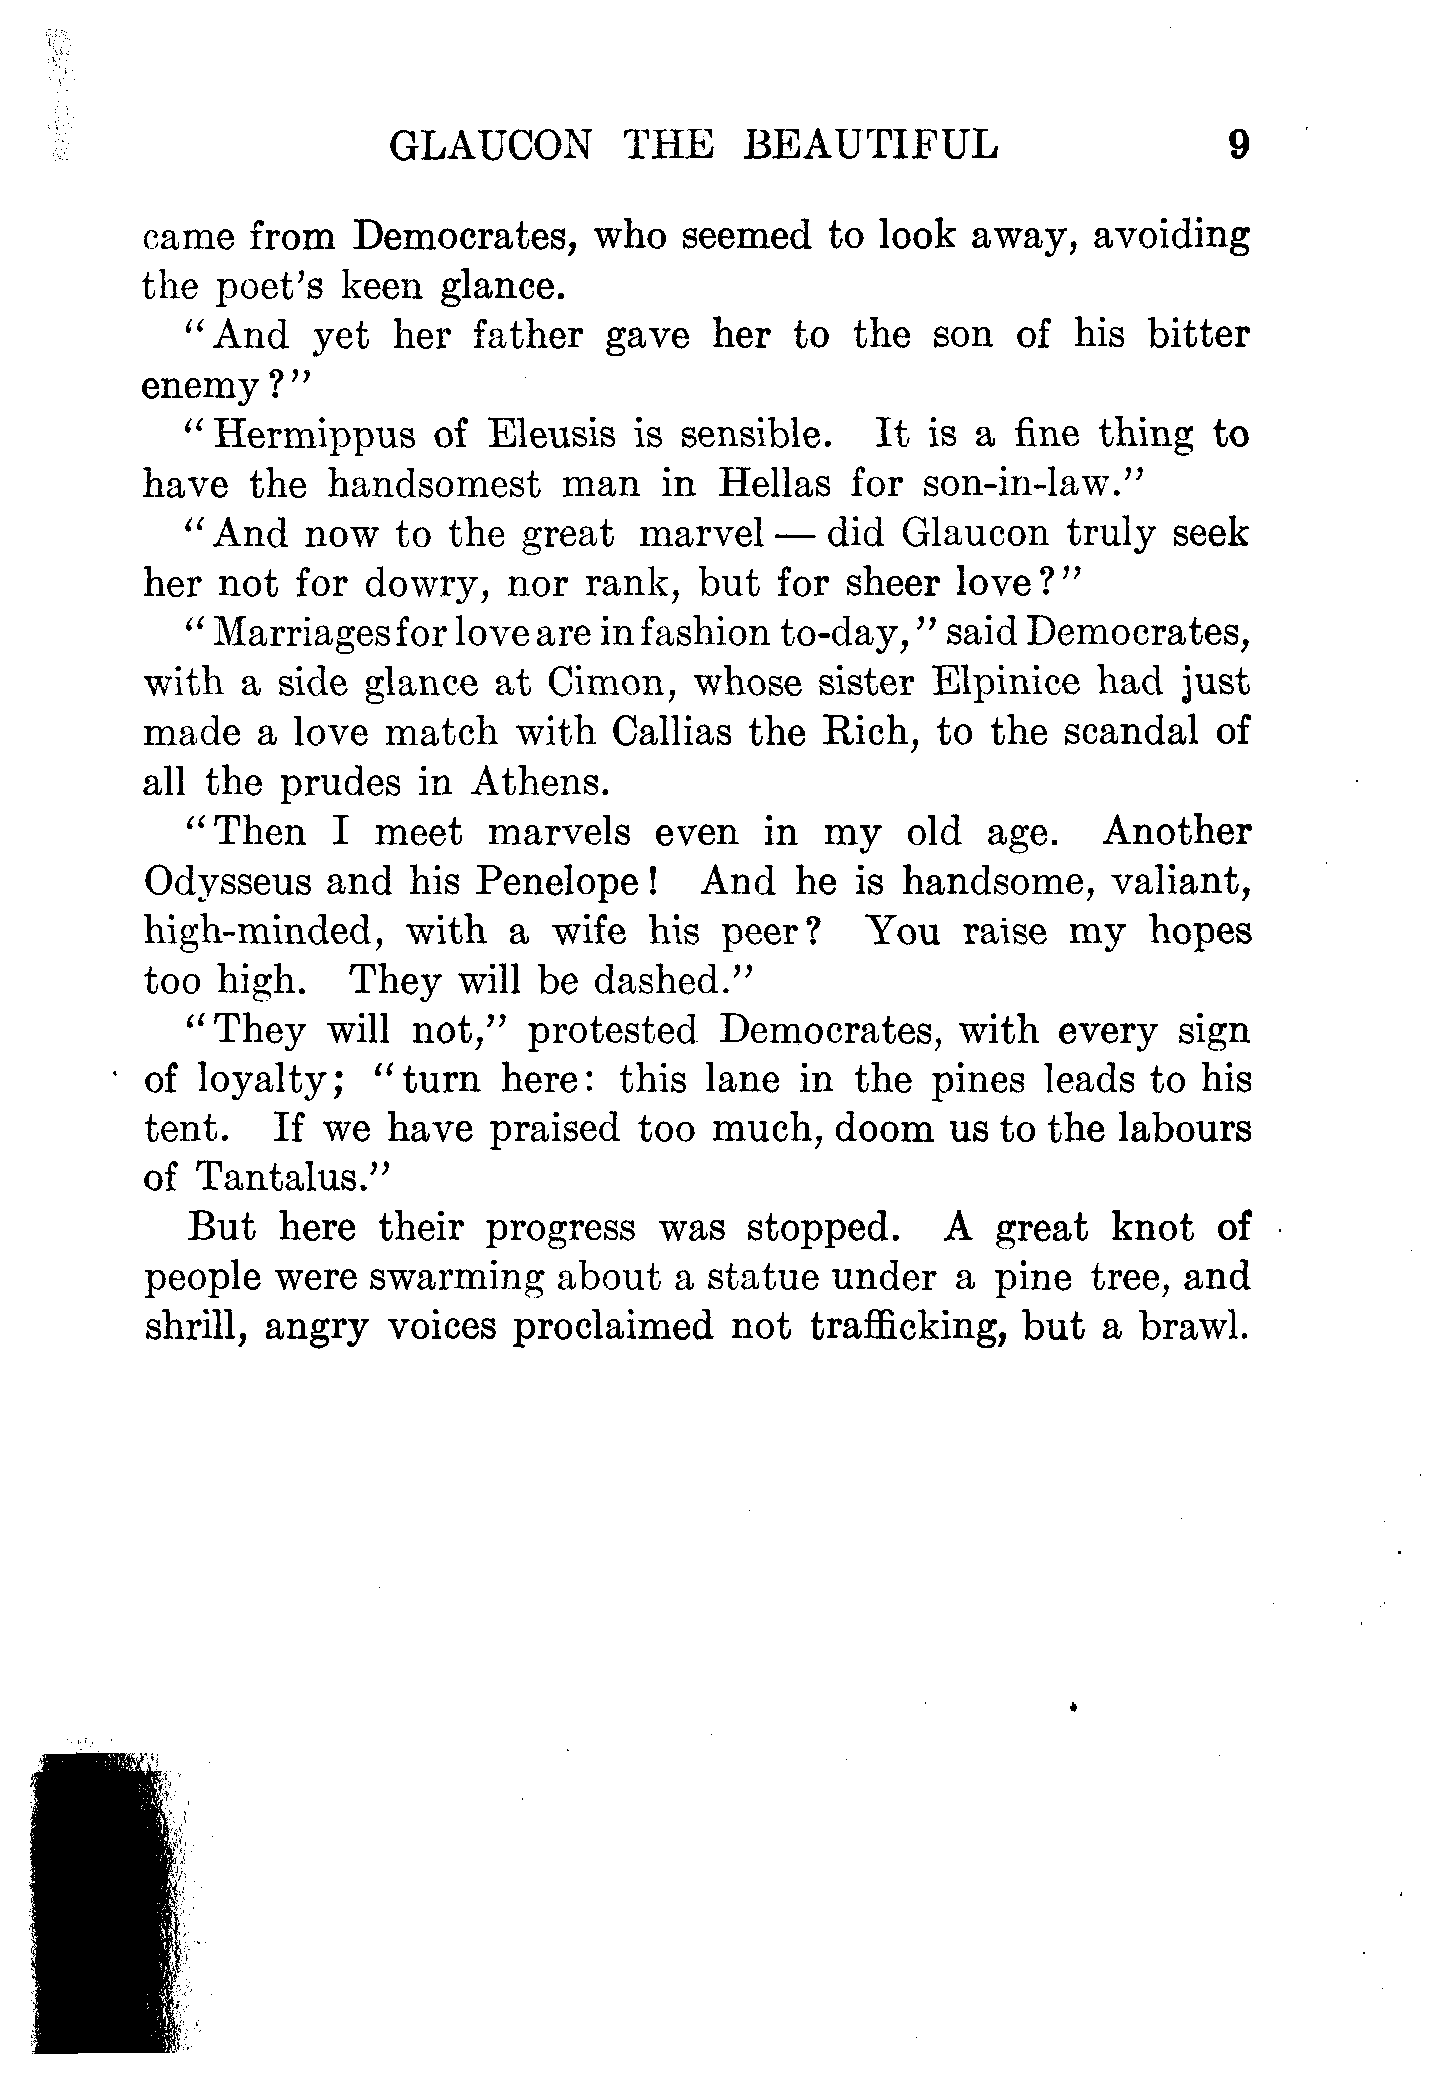 GLAUCON THE BEAUTIFUL 9
came from Democrates, who seemed to look away, avoiding
the poet's keen glance.
"And yet her father gave her to the son of his bitter
enemy?"
"Hermippus of Eleusis is sensible. It is a fine thing to
have the handsomest man in Hellas for son-in-law."
"And now to the great marvel — did Glaucon truly seek
her not for dowry, nor rank, but for sheer love?"
"Marriages for love are in fashion to-day," said Democrates,
with a side glance at Cimon, whose sister Elpinice had just
made a love match with Callias the Rich, to the scandal of
all the prudes in Athens.
"Then I meet marvels even in my old age. Another
Odysseus and his Penelope! And he is handsome, valiant,
high-minded, with a wife his peer? You raise my hopes
too high. They will be dashed."
"They will not," protested Democrates, with every sign
of loyalty; "turn here: this lane in the pines leads to his
tent. If we have praised too much, doom us to the labours
of Tantalus."
But here their progress was stopped. A great knot of
people were swarming about a statue under a pine tree, and
shrill, angry voices proclaimed not trafficking, but a brawl.